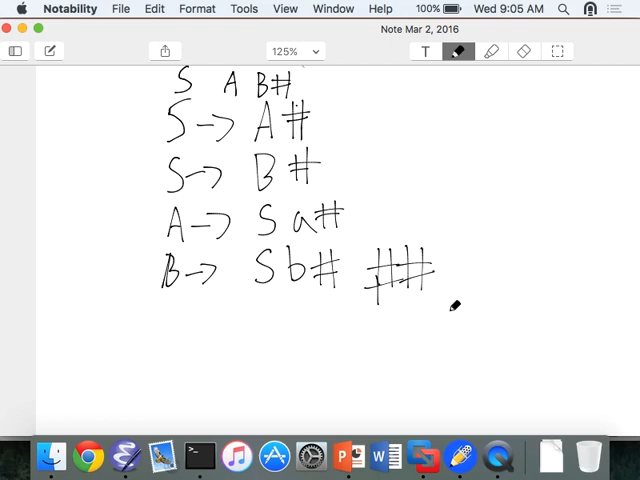 Notability File Edit Format Tools View Window Help 100% Wed 9:05 AM
Note Mar 2, 2016
125% T
S A B#
S -> A #
S -> B #
A -> S a #
B -> S b # ##